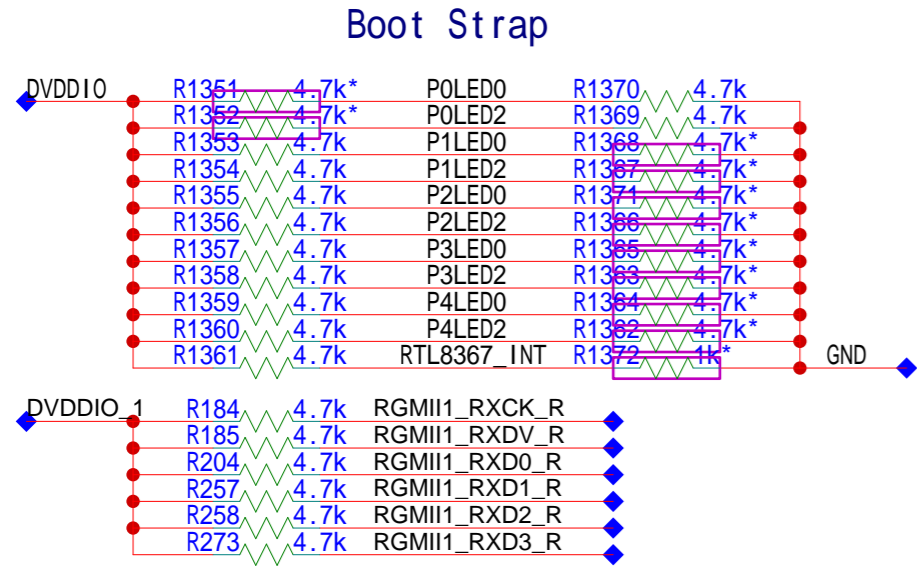 Boot Strap
DVDDIO R1351 4.7k* P0LED0 R1370 4.7k
R1352 4.7k* P0LED2 R1369 4.7k
R1353 4.7k P1LED0 R1368 4.7k*
R1354 4.7k P1LED2 R1367 4.7k*
R1355 4.7k P2LED0 R1371 4.7k*
R1356 4.7k P2LED2 R1366 4.7k*
R1357 4.7k P3LED0 R1365 4.7k*
R1358 4.7k P3LED2 R1363 4.7k*
R1359 4.7k P4LED0 R1364 4.7k*
R1360 4.7k P4LED2 R1362 4.7k*
R1361 4.7k RTL8367_INT R1372 1k* GND
DVDDIO_1 R184 4.7k RGMII1_RXCK_R
R185 4.7k RGMII1_RXDV_R
R204 4.7k RGMII1_RXD0_R
R257 4.7k RGMII1_RXD1_R
R258 4.7k RGMII1_RXD2_R
R273 4.7k RGMII1_RXD3_R